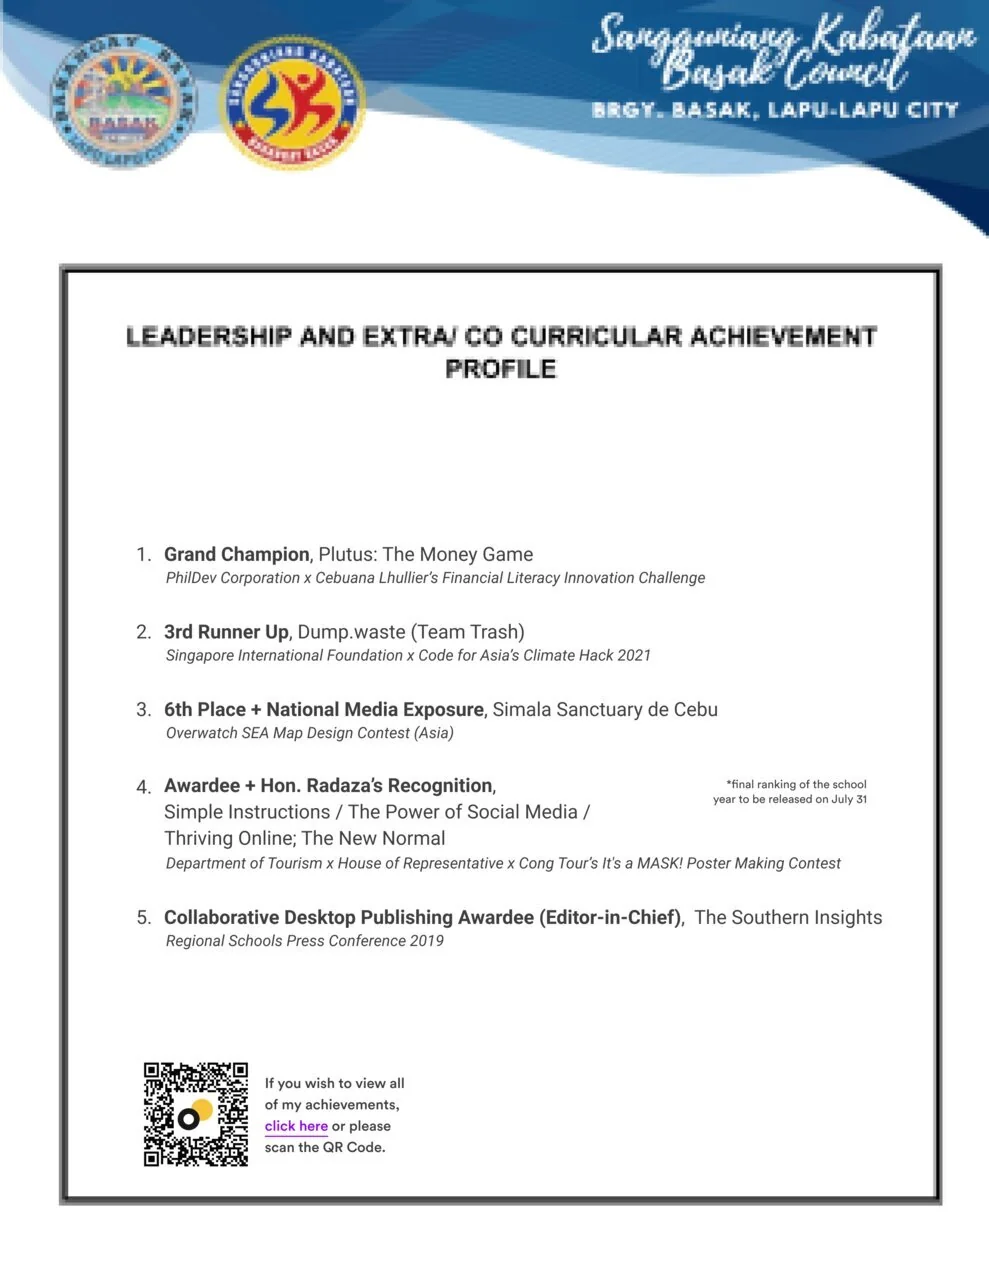 BARANGAY BASAK
BASAK
LAPU LAPU CITY
SANGGUNIANG KABATAAN
BARANGAY BASAK
Sangguniang Kabataan
Basak Council
BRGY. BASAK, LAPU-LAPU CITY
LEADERSHIP AND EXTRA/ CO CURRICULAR ACHIEVEMENT
PROFILE
1. Grand Champion, Plutus: The Money Game
PhilDev Corporation x Cebuana Lhullier’s Financial Literacy Innovation Challenge
2. 3rd Runner Up, Dump.waste (Team Trash)
Singapore International Foundation x Code for Asia’s Climate Hack 2021
3. 6th Place + National Media Exposure, Simala Sanctuary de Cebu
Overwatch SEA Map Design Contest (Asia)
4. Awardee + Hon. Radaza’s Recognition,
Simple Instructions / The Power of Social Media /
Thriving Online; The New Normal
*final ranking of the school
year to be released on July 31
Department of Tourism x House of Representative x Cong Tour’s It's a MASK! Poster Making Contest
5. Collaborative Desktop Publishing Awardee (Editor-in-Chief), The Southern Insights
Regional Schools Press Conference 2019
If you wish to view all
of my achievements,
click here or please
scan the QR Code.